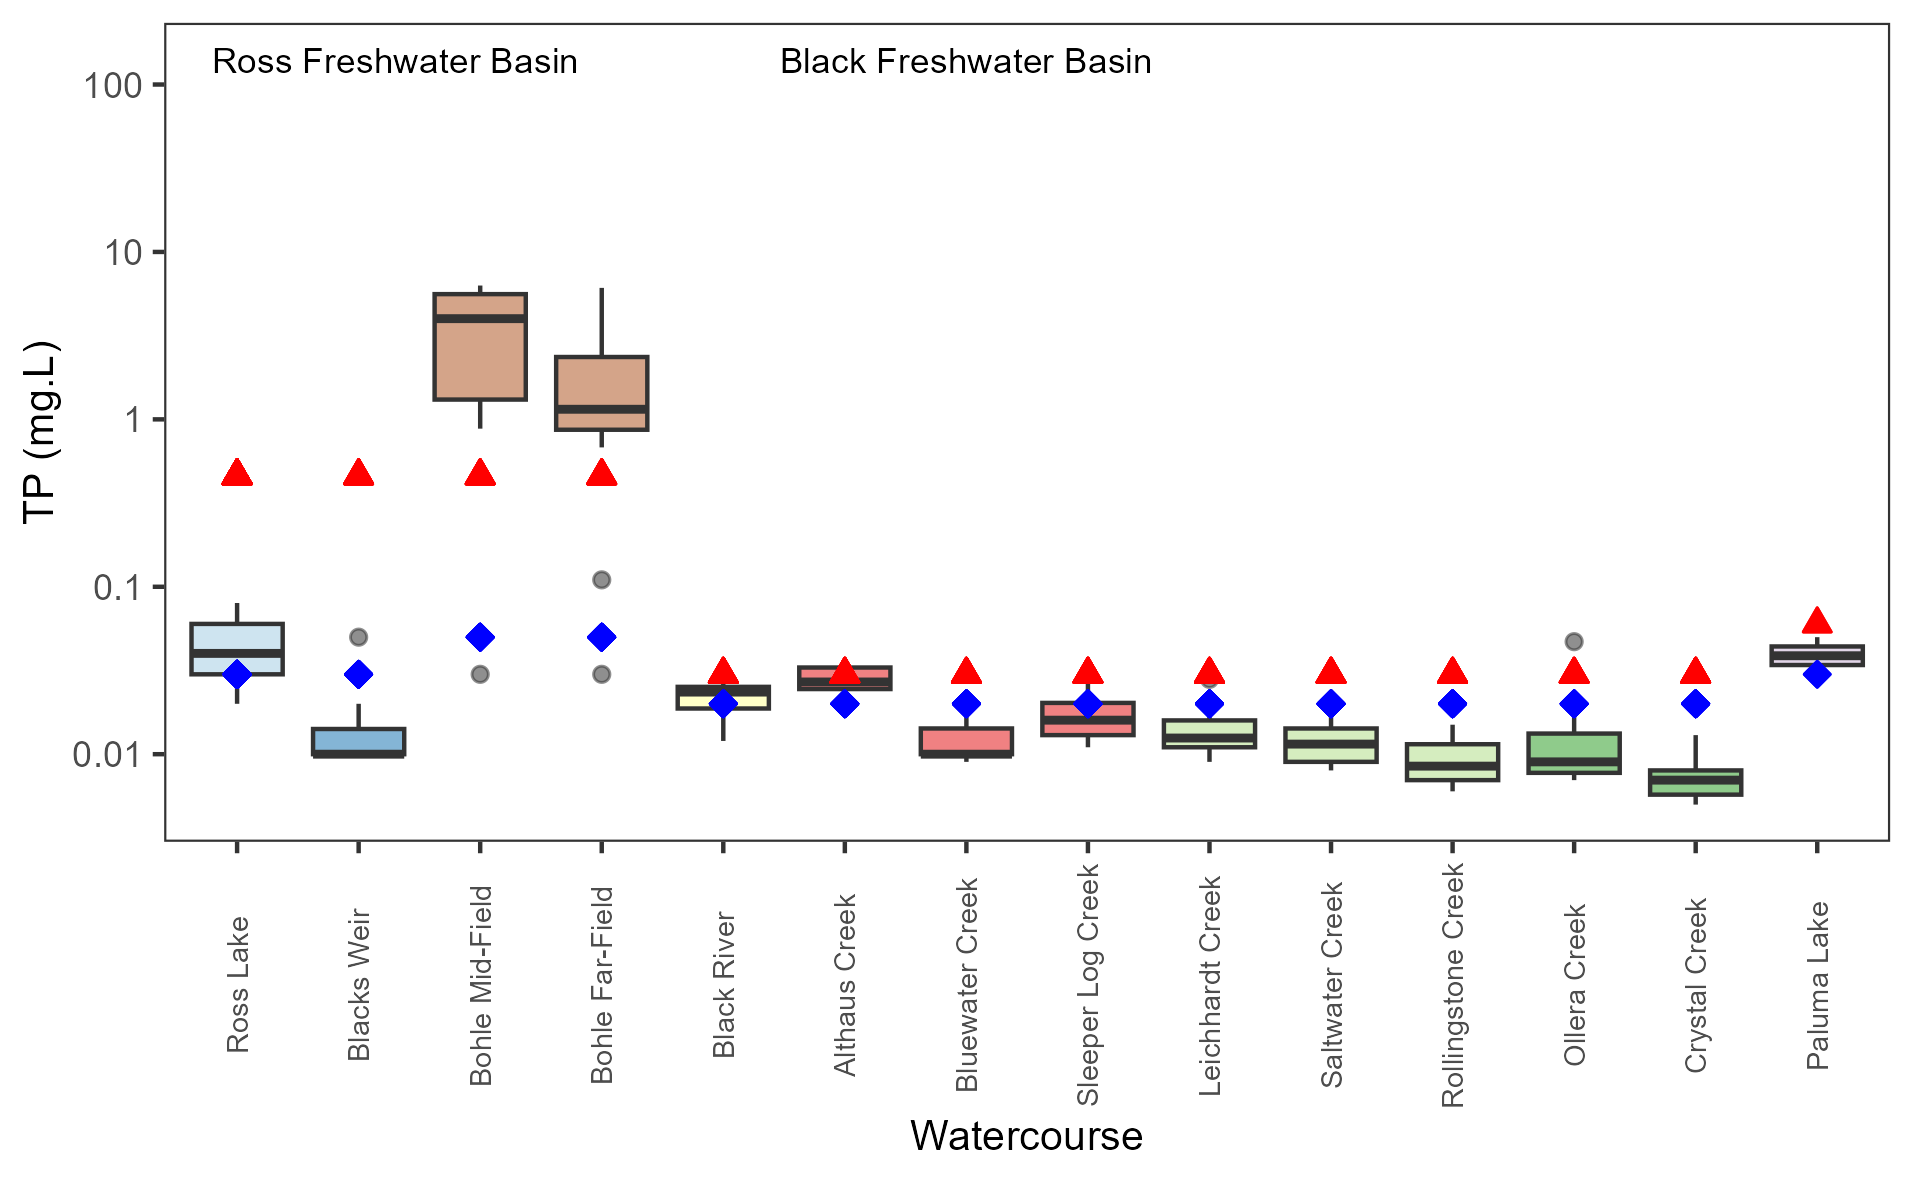 Ross Freshwater Basin
Black Freshwater Basin
100
10
1
0.1
0.01
TP (mg.L)
Ross Lake
Blacks Weir
Bohle Mid-Field
Bohle Far-Field
Black River
Althaus Creek
Bluewater Creek
Sleeper Log Creek
Leichhardt Creek
Saltwater Creek
Rollingstone Creek
Ollera Creek
Crystal Creek
Paluma Lake
Watercourse